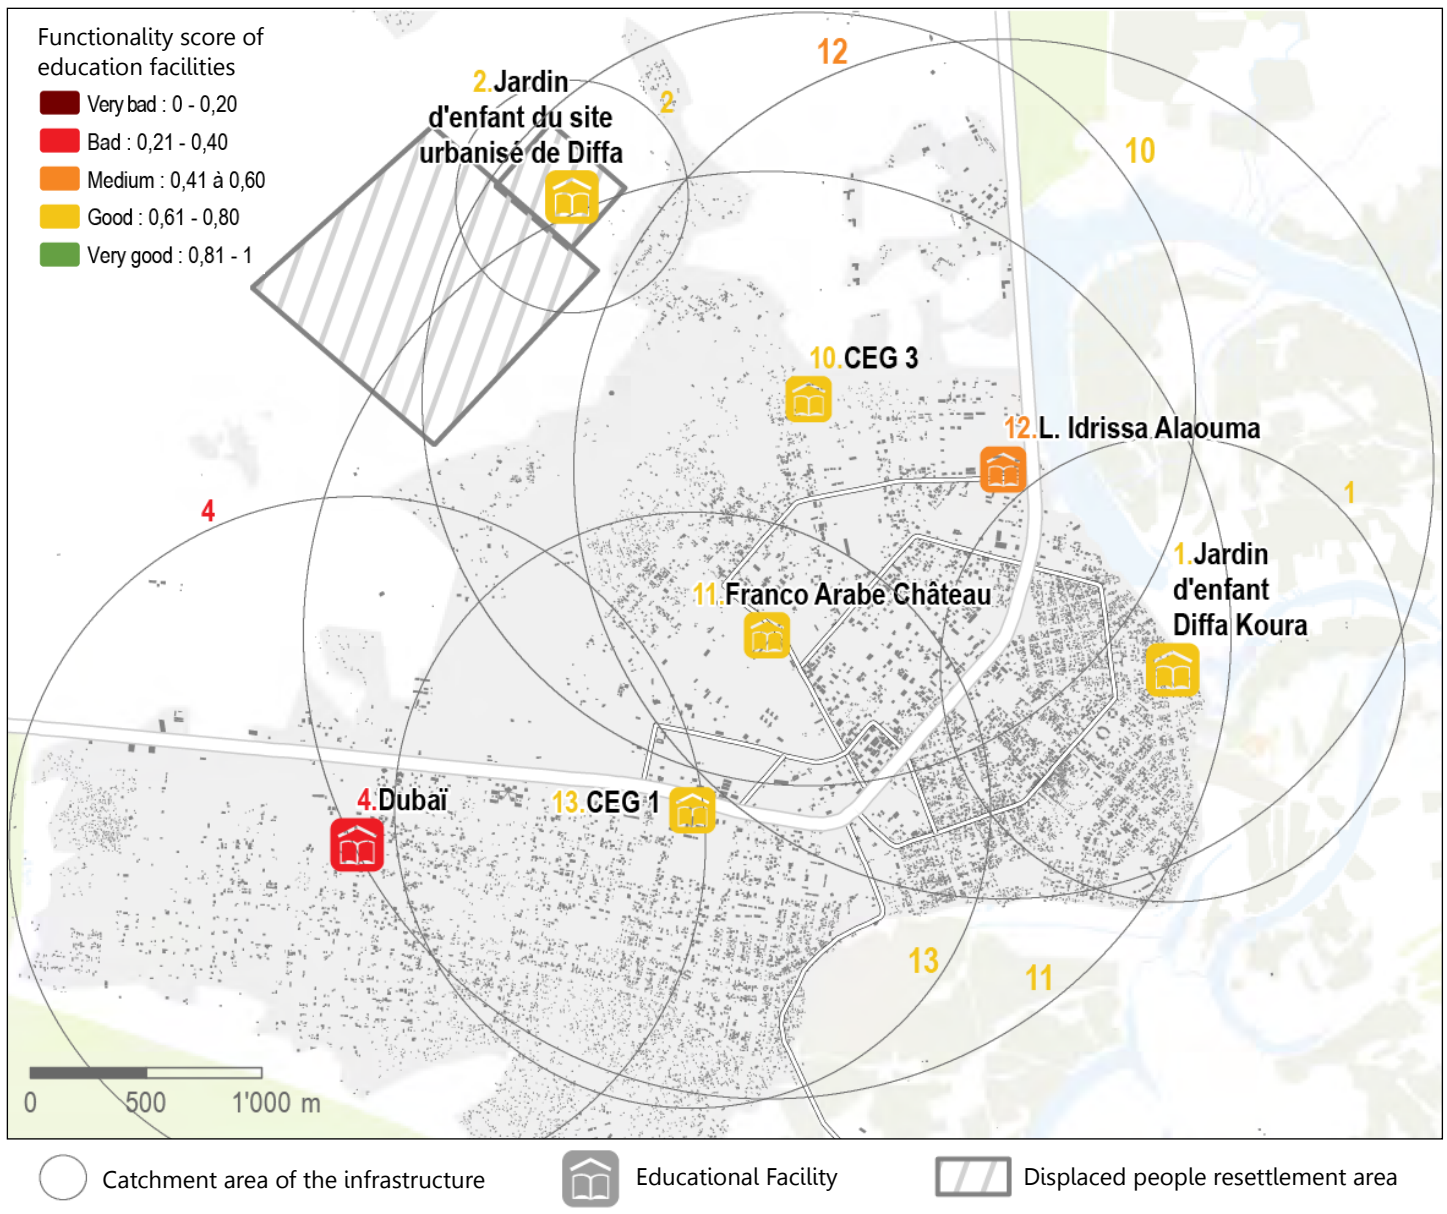 Functionality score of
education facilities
Very bad : 0 - 0,20
Bad : 0,21 - 0,40
Medium : 0,41 à 0,60
Good : 0,61 - 0,80
Very good : 0,81 - 1
2.Jardin
d'enfant du site
urbanisé de Diffa
2
12
10
10.CEG 3
12.L. Idrissa Alaouma
1
4
1.Jardin
d'enfant
Diffa Koura
11.Franco Arabe Château
4.Dubaï
13.CEG 1
13
11
0 500 1'000 m
Catchment area of the infrastructure
Educational Facility
Displaced people resettlement area